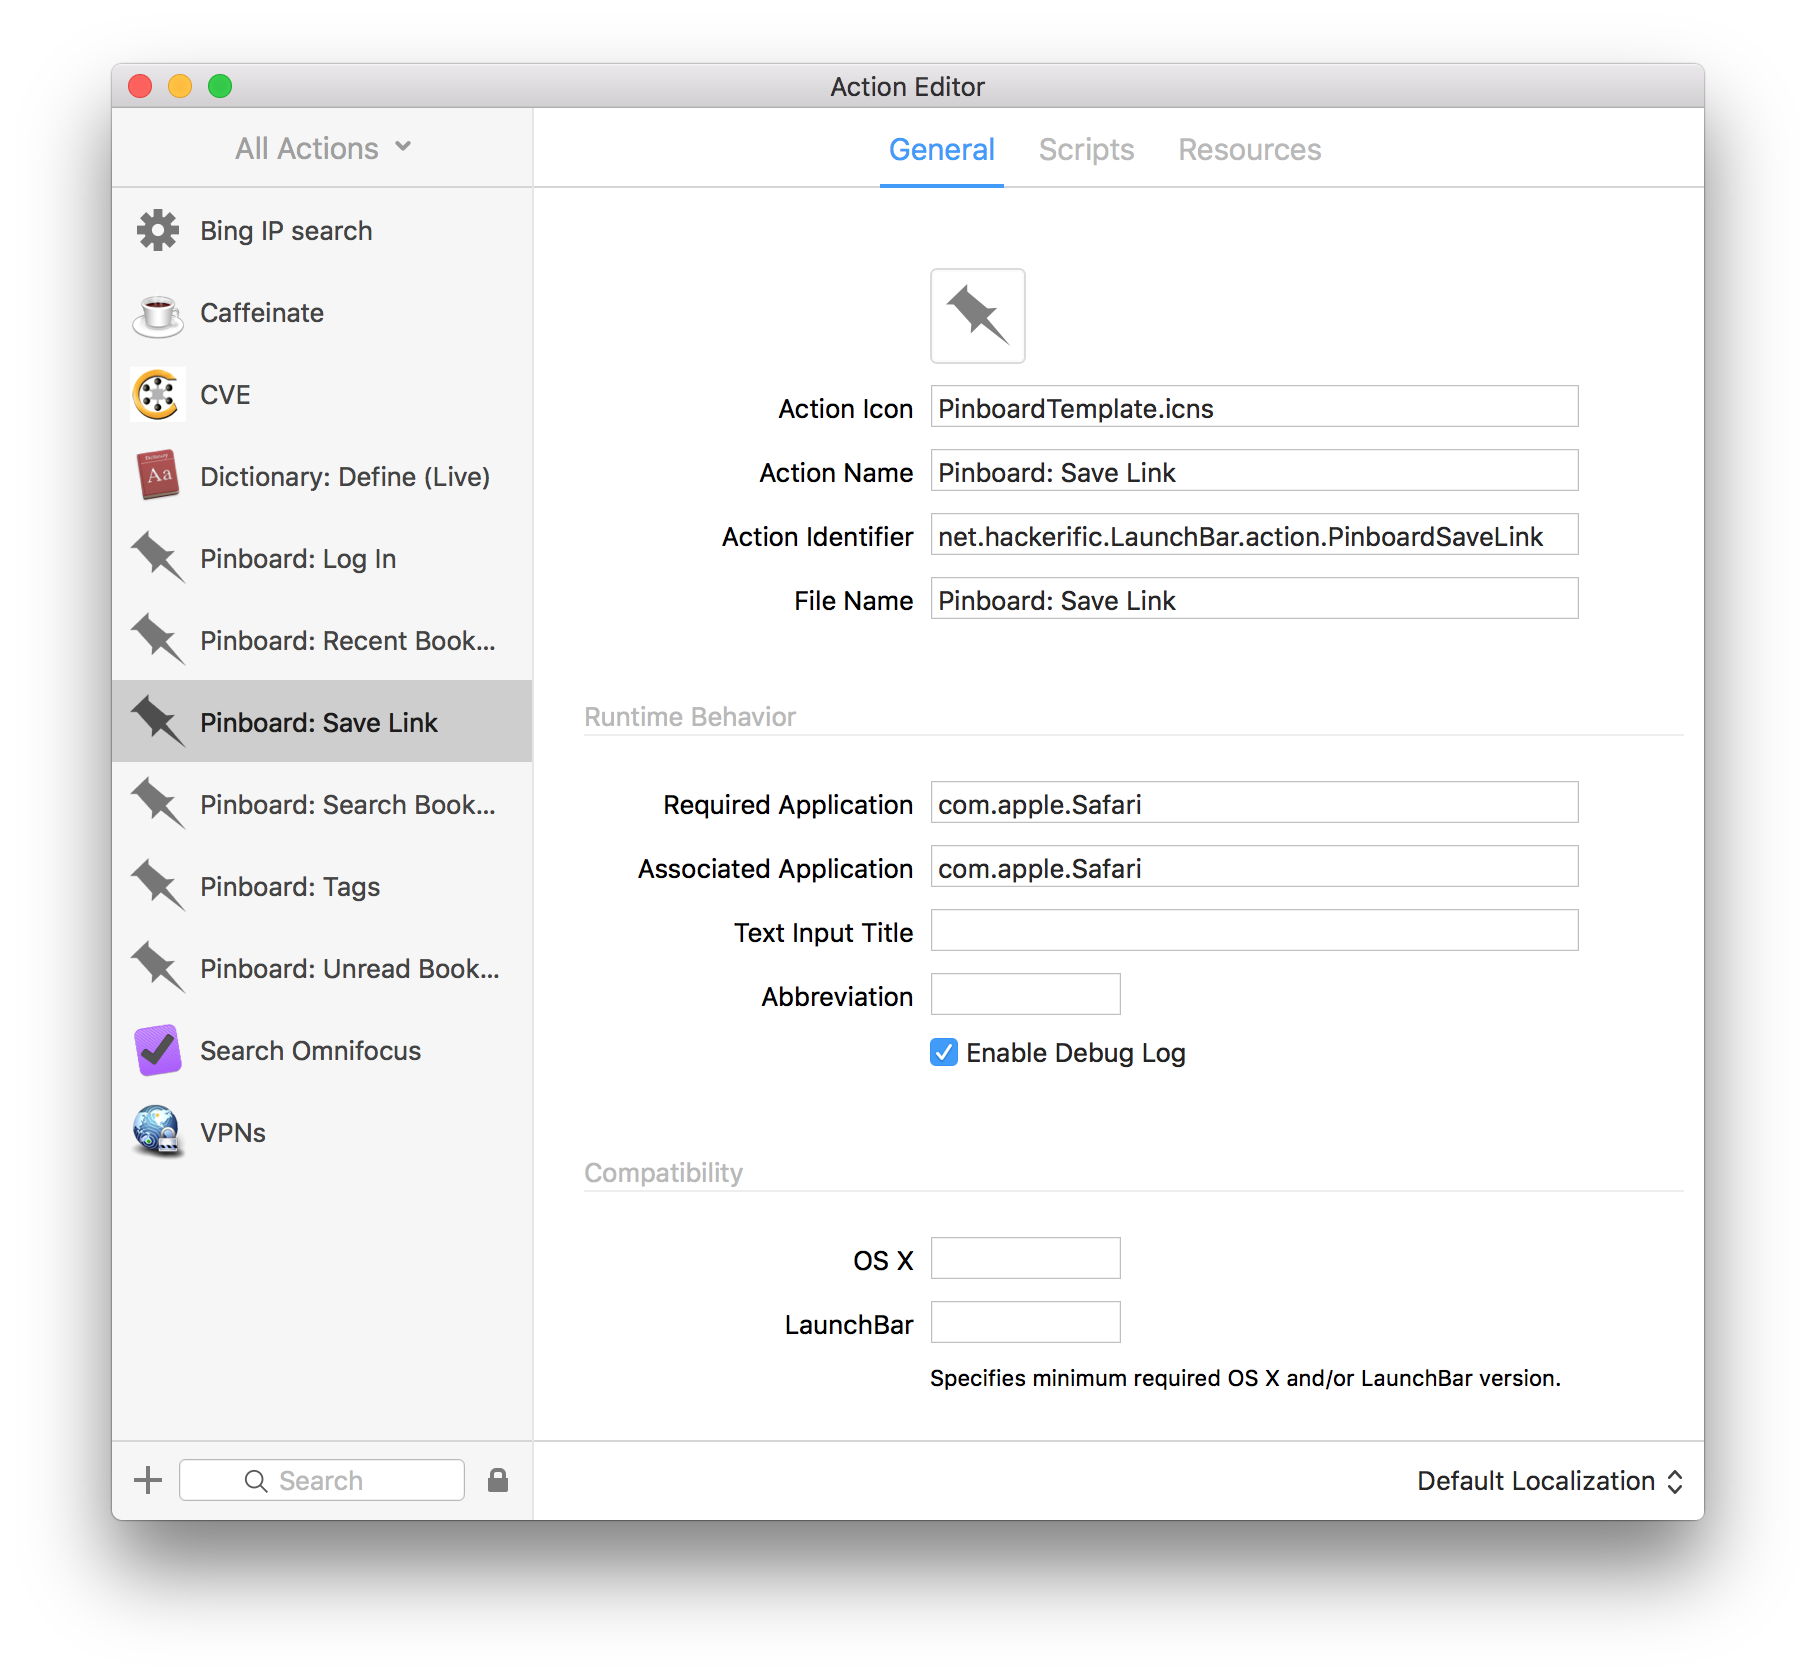 Action Editor
All Actions
General Scripts Resources
Bing IP search
Caffeinate
CVE
Dictionary: Define (Live)
Pinboard: Log In
Pinboard: Recent Book...
Pinboard: Save Link
Pinboard: Search Book...
Pinboard: Tags
Pinboard: Unread Book...
Search Omnifocus
VPNs
Search
Action Icon PinboardTemplate.icns
Action Name Pinboard: Save Link
Action Identifier net.hackerific.LaunchBar.action.PinboardSaveLink
File Name Pinboard: Save Link
Runtime Behavior
Required Application com.apple.Safari
Associated Application com.apple.Safari
Text Input Title
Abbreviation
Enable Debug Log
Compatibility
OS X
LaunchBar
Specifies minimum required OS X and/or LaunchBar version.
Default Localization